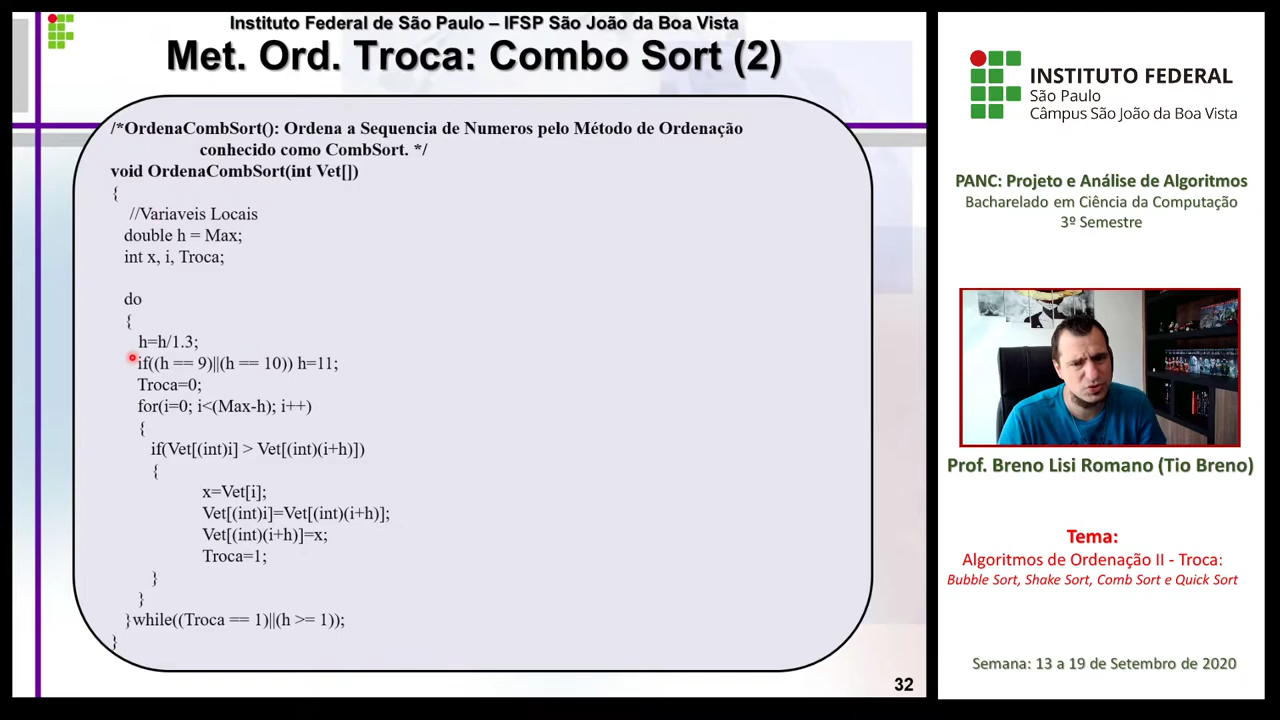 Instituto Federal de São Paulo – IFSP São João da Boa Vista
Met. Ord. Troca: Combo Sort (2)
/*OrdenaCombSort(): Ordena a Sequencia de Numeros pelo Método de Ordenação
conhecido como CombSort. */
void OrdenaCombSort(int Vet[])
{
//Variaveis Locais
double h = Max;
int x, i, Troca;
do
{
h=h/1.3;
if((h == 9)||(h == 10)) h=11;
Troca=0;
for(i=0; i<(Max-h); i++)
{
if(Vet[(int)i] > Vet[(int)(i+h)])
{
x=Vet[i];
Vet[(int)i]=Vet[(int)(i+h)];
Vet[(int)(i+h)]=x;
Troca=1;
}
}
}while((Troca == 1)||(h >= 1));
}
32
INSTITUTO FEDERAL
São Paulo
Câmpus São João da Boa Vista
PANC: Projeto e Análise de Algoritmos
Bacharelado em Ciência da Computação
3º Semestre
Prof. Breno Lisi Romano (Tio Breno)
Tema:
Algoritmos de Ordenação II - Troca:
Bubble Sort, Shake Sort, Comb Sort e Quick Sort
Semana: 13 a 19 de Setembro de 2020